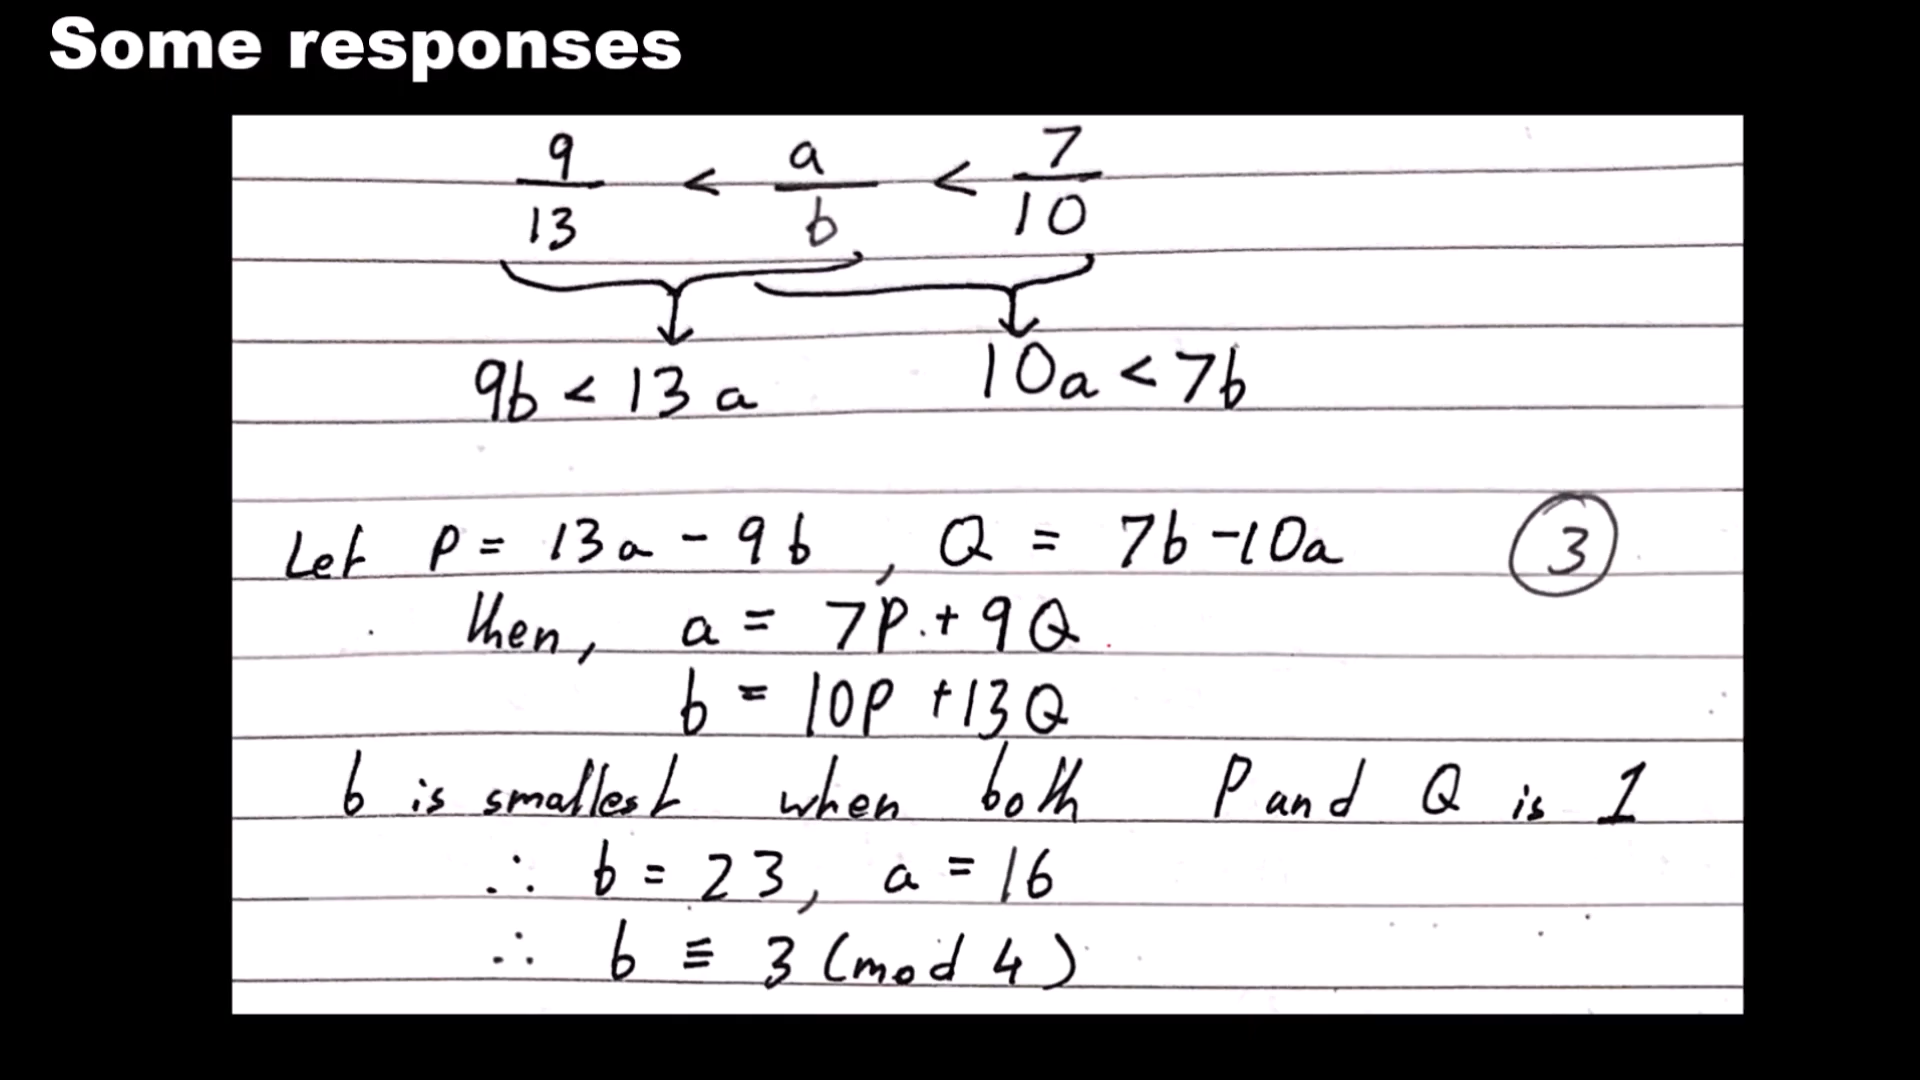 Some responses
9/13 < a/b < 7/10
9b < 13a 10a < 7b
Let P = 13a - 9b, Q = 7b - 10a 3
then, a = 7P + 9Q
b = 10P + 13Q
b is smallest when both P and Q is 1
∴ b = 23, a = 16
∴ b ≡ 3 (mod 4)